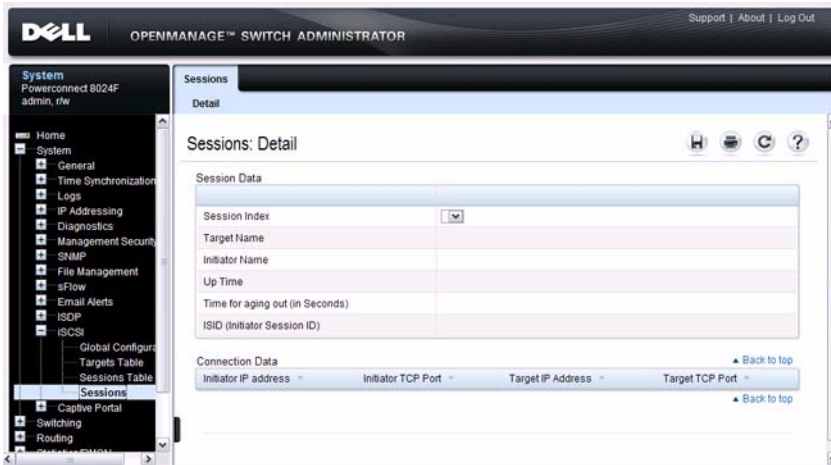 Support | About | Log Out
DELL
OPENMANAGE™ SWITCH ADMINISTRATOR
System
Powerconnect 8024F
admin, r/w
Home
System
General
Time Synchronization
Logs
IP Addressing
Diagnostics
Management Security
SNMP
File Management
sFlow
Email Alerts
ISDP
iSCSI
Global Configura
Targets Table
Sessions Table
Sessions
Captive Portal
Switching
Routing
Statistics/RMON
Sessions
Detail
Sessions: Detail
Session Data
Session Index
Target Name
Initiator Name
Up Time
Time for aging out (in Seconds)
ISID (Initiator Session ID)
Back to top
Connection Data
Initiator IP address
Initiator TCP Port
Target IP Address
Target TCP Port
Back to top